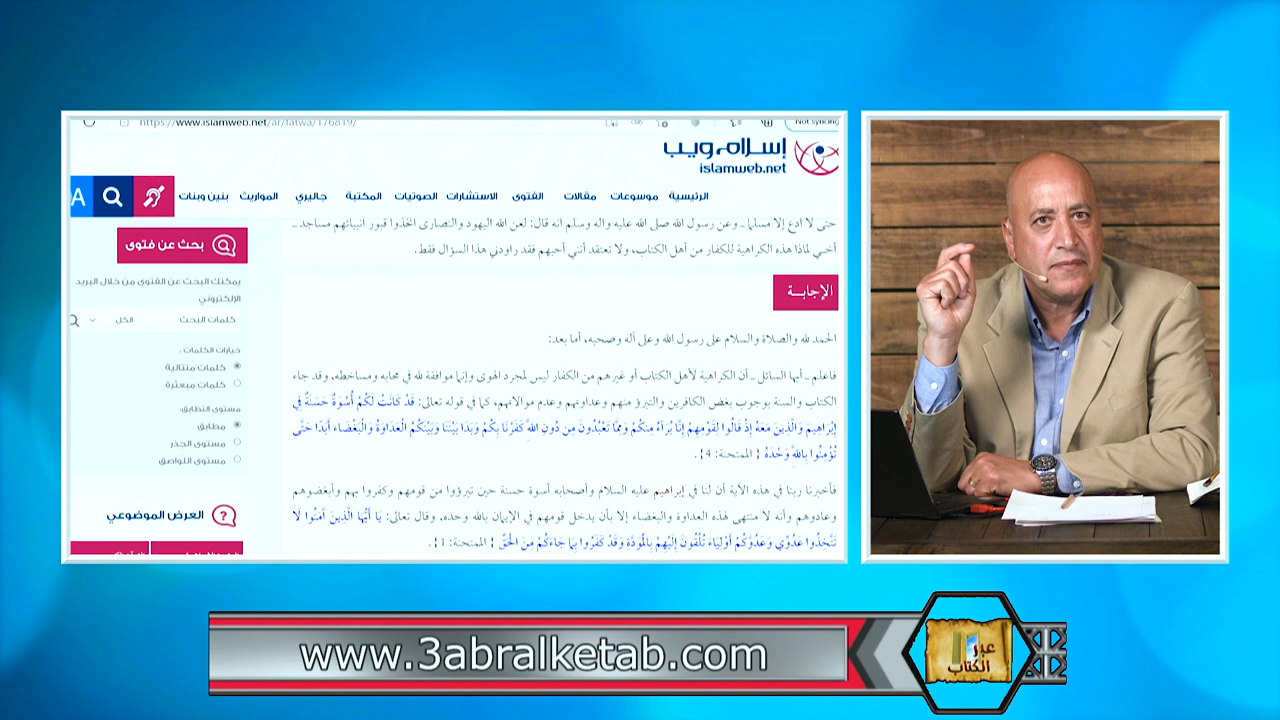 https://www.islamweb.net/ar/fatwa/176819/
Not syncing
إسلام ويب
islamweb.net
الرئيسية موسوعات مقالات الفتوى الاستشارات الصوتيات المكتبة جاليري المواريث بنين وبنات
A
حتى لا ادع إلا مسلما ـ وعن رسول الله صلى الله عليه وآله وسلم انه قال: لعن الله اليهود والنصارى اتخذوا قبور انبيائهم مساجد ـ
أخي لماذا هذه الكراهية للكفار من أهل الكتاب، ولا تعتقد أنني أحبهم فقد راودني هذا السؤال فقط.
الإجابــة
الحمد لله والصلاة والسلام على رسول الله وعلى آله وصحبه، أما بعد:
فاعلم ـ أيها السائل ـ أن الكراهية لأهل الكتاب أو غيرهم من الكفار ليس لمجرد الهوى وإنما موافقة لله في محابه ومساخطه، وقد جاء
الكتاب والسنة بوجوب بغض الكافرين والتبرؤ منهم وعداوتهم وعدم موالاتهم، كما في قوله تعالى: قَدْ كَانَتْ لَكُمْ أُسْوَةٌ حَسَنَةٌ فِي
إِبْرَاهِيمَ وَالَّذِينَ مَعَهُ إِذْ قَالُوا لِقَوْمِهِمْ إِنَّا بُرَآءُ مِنْكُمْ وَمِمَّا تَعْبُدُونَ مِن دُونِ اللَّهِ كَفَرْنَا بِكُمْ وَبَدَا بَيْنَنَا وَبَيْنَكُمُ الْعَدَاوَةُ وَالْبَغْضَاء أَبَدًا حَتَّى
تُؤْمِنُوا بِاللَّهِ وَحْدَهُ { الممتحنة: 4}.
فأخبرنا ربنا في هذه الآية أن لنا في إبراهيم عليه السلام وأصحابه أسوة حسنة حين تبرؤوا من قومهم وكفروا بهم وأبغضوهم
وعادوهم وأنه لا منتهى لهذه العداوة والبغضاء إلا بأن يدخل قومهم في الإيمان بالله وحده، وقال تعالى: يَا أَيُّهَا الَّذِينَ آمَنُوا لَا
تَتَّخِذُوا عَدُوِّي وَعَدُوَّكُمْ أَوْلِيَاء تُلْقُونَ إِلَيْهِمْ بِالْمَوَدَّةِ وَقَدْ كَفَرُوا بِمَا جَاءَكُمْ مِنَ الْحَقِّ { الممتحنة: 1}.
بحث عن فتوى
يمكنك البحث عن الفتوى من خلال البريد
الإلكتروني
كلمات البحث الكل
خيارات الكلمات :
كلمات متتالية
كلمات مبعثرة
مستوى التطابق:
مطابق
مستوى الجذر
مستوى اللواصق
العرض الموضوعي
www.3abralketab.com
عبر
الكتاب